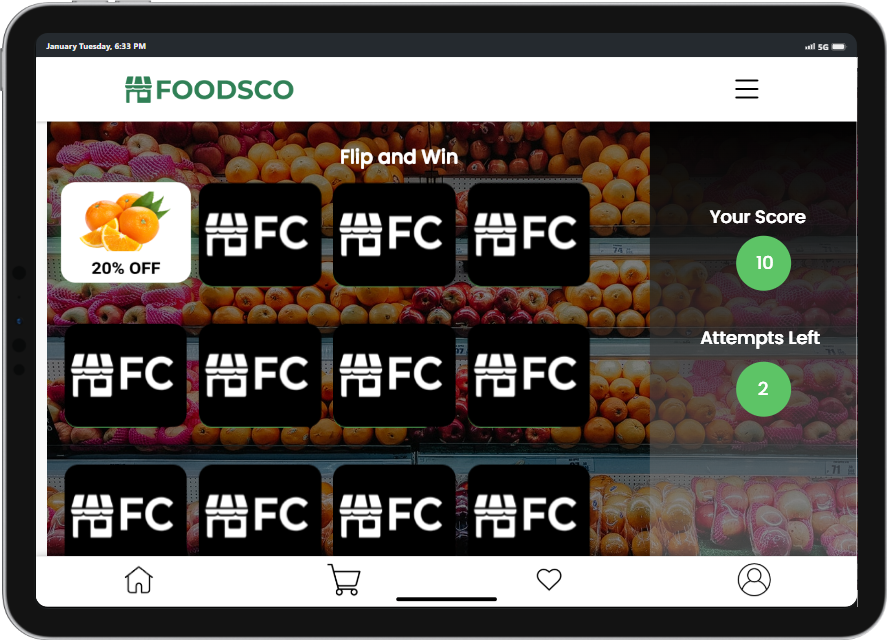 January Tuesday, 6:33 PM
5G
FOODSCO
Flip and Win
20% OFF
FC
FC
FC
Your Score
10
FC
FC
FC
FC
Attempts Left
2
FC
FC
FC
FC